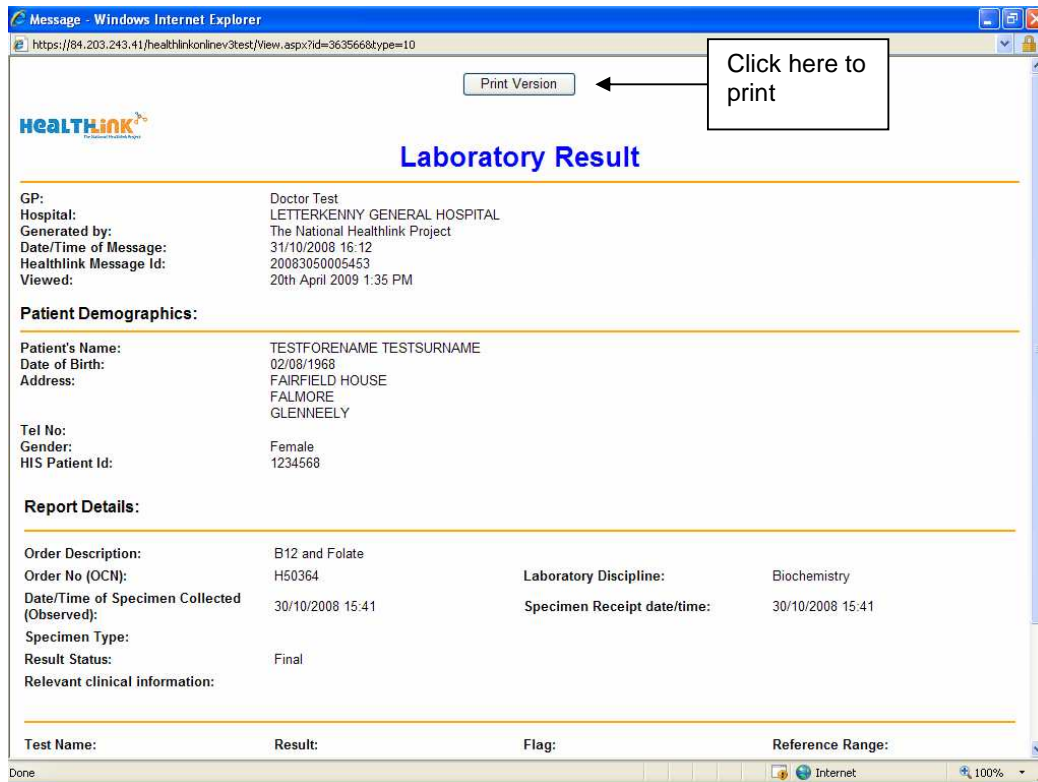 Message - Windows Internet Explorer
https://84.203.243.41/healthlinkonlinev3test/View.aspx?id=363566&type=10
Print Version
Click here to
print
HealthLink
The National Healthlink Project
Laboratory Result
GP: Doctor Test
Hospital: LETTERKENNY GENERAL HOSPITAL
Generated by: The National Healthlink Project
Date/Time of Message: 31/10/2008 16:12
Healthlink Message Id: 20083050005453
Viewed: 20th April 2009 1:35 PM
Patient Demographics:
Patient's Name: TESTFORENAME TESTSURNAME
Date of Birth: 02/08/1968
Address: FAIRFIELD HOUSE
FALMORE
GLENNEELY
Tel No:
Gender: Female
HIS Patient Id: 1234568
Report Details:
Order Description: B12 and Folate
Order No (OCN): H50364 Laboratory Discipline: Biochemistry
Date/Time of Specimen Collected
(Observed): 30/10/2008 15:41 Specimen Receipt date/time: 30/10/2008 15:41
Specimen Type:
Result Status: Final
Relevant clinical information:
Test Name: Result: Flag: Reference Range:
Done Internet 100%